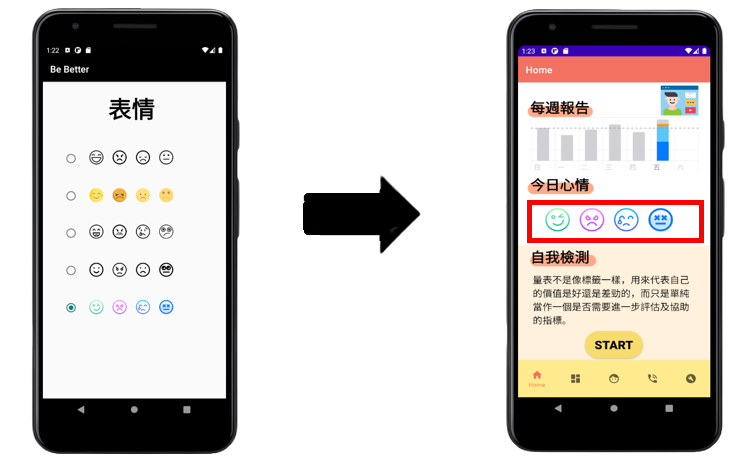 1:22
Be Better
表情
1:23
Home
每週報告
日 一 二 三 四 五 六
今日心情
自我檢測
量表不是像標籤一樣，用來代表自己
的價值是好還是差勁的，而只是單純
當作一個是否需要進一步評估及協助
的指標。
START
Home